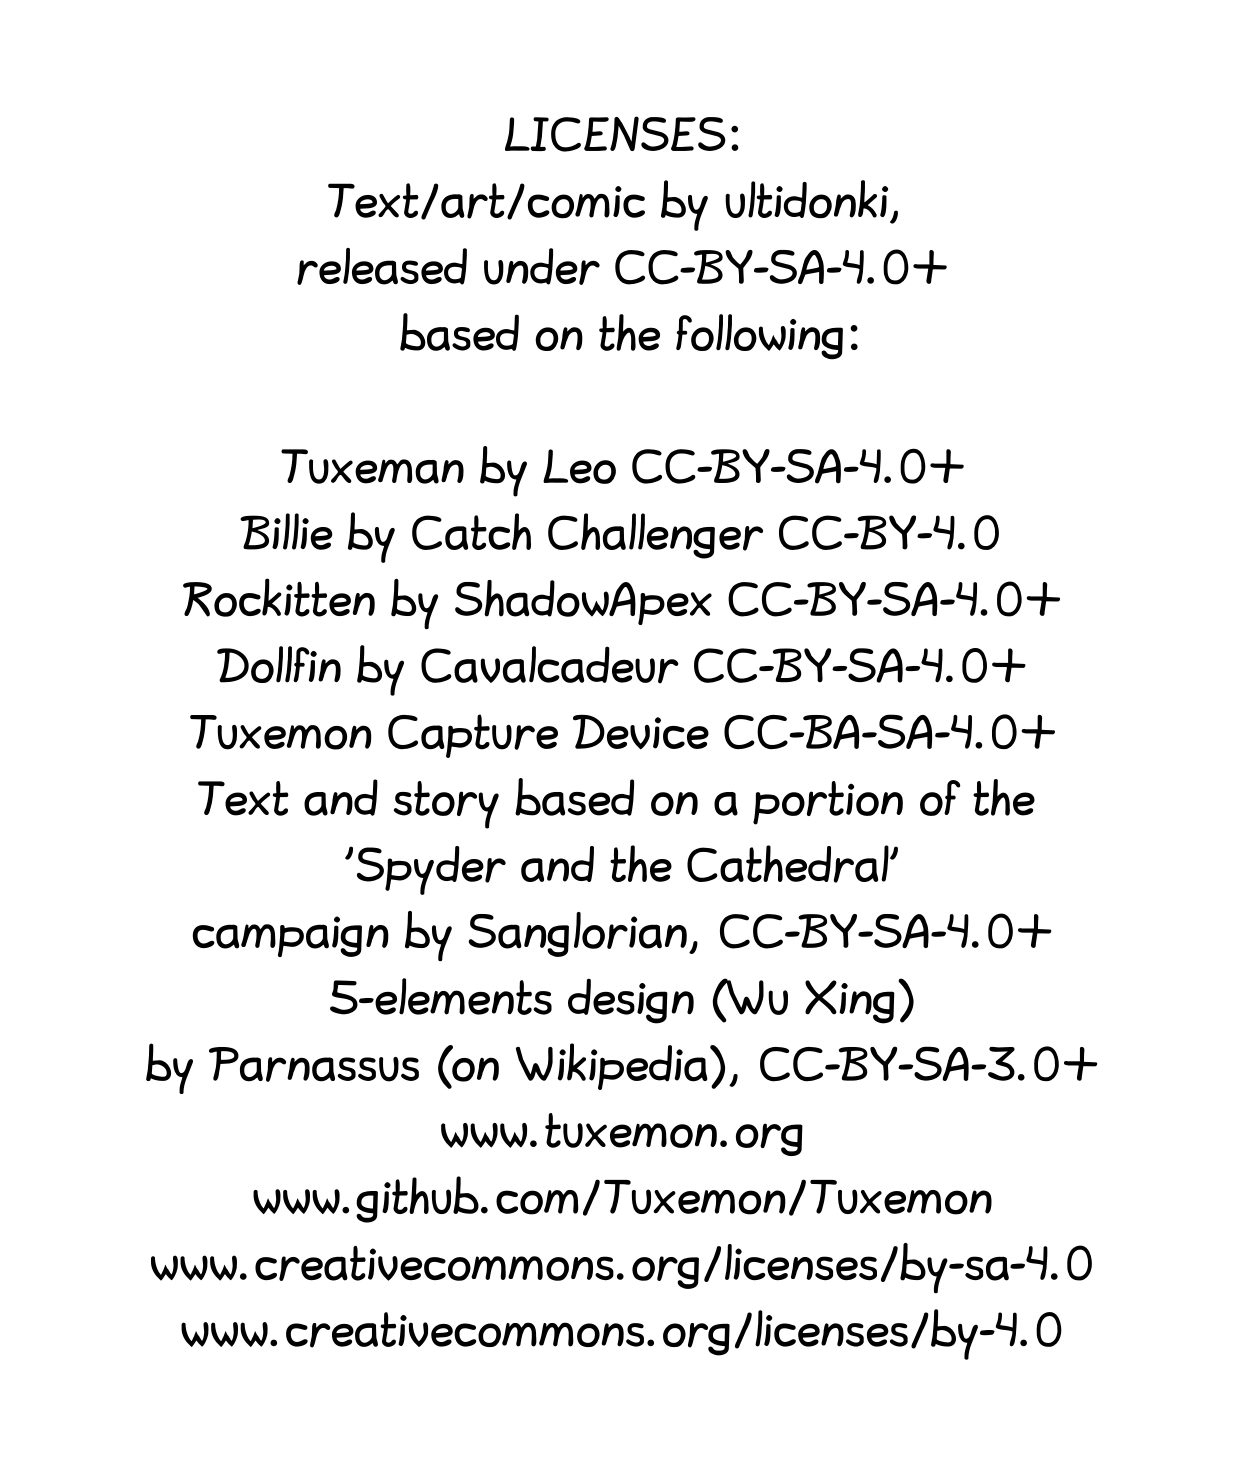 LICENSES:
Text/art/comic by ultidonki,
released under CC-BY-SA-4.0+
based on the following:
Tuxeman by Leo CC-BY-SA-4.0+
Billie by Catch Challenger CC-BY-4.0
Rockitten by ShadowApex CC-BY-SA-4.0+
Dollfin by Cavalcadeur CC-BY-SA-4.0+
Tuxemon Capture Device CC-BA-SA-4.0+
Text and story based on a portion of the
'Spyder and the Cathedral'
campaign by Sanglorian, CC-BY-SA-4.0+
5-elements design (Wu Xing)
by Parnassus (on Wikipedia), CC-BY-SA-3.0+
www.tuxemon.org
www.github.com/Tuxemon/Tuxemon
www.creativecommons.org/licenses/by-sa-4.0
www.creativecommons.org/licenses/by-4.0